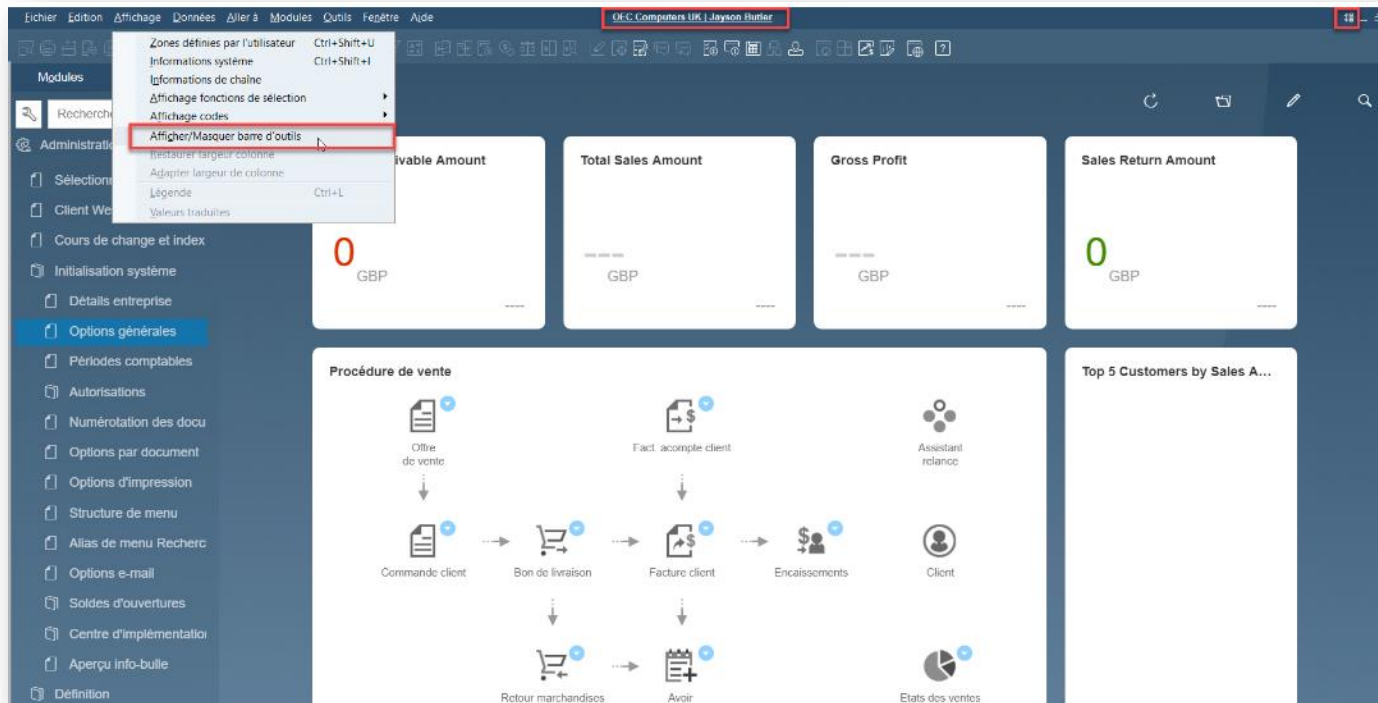 Fichier Edition Affichage Données Aller à Modules Outils Fenêtre Aide
OEC Computers UK | Jayson Butler
Zones définies par l'utilisateur Ctrl+Shift+U
Informations système Ctrl+Shift+I
Informations de chaîne
Affichage fonctions de sélection
Affichage codes
Afficher/Masquer barre d'outils
Restaurer largeur colonne
Adapter largeur de colonne
Légende Ctrl+L
Valeurs traduites
Modules
Recherch
Administrati
Sélectionn
Client We
Cours de change et index
Initialisation système
Détails entreprise
Options générales
Périodes comptables
Autorisations
Numérotation des docu
Options par document
Options d'impression
Structure de menu
Alias de menu Recherc
Options e-mail
Soldes d'ouvertures
Centre d'implémentation
Aperçu info-bulle
Définition
ivable Amount
0
GBP
----
Total Sales Amount
---
GBP
----
Gross Profit
---
GBP
----
Sales Return Amount
0
GBP
----
Procédure de vente
Offre
de vente
Fact. acompte client
Assistant
relance
Commande client
Bon de livraison
Facture client
Encaissements
Client
Retour marchandises
Avoir
Etats des ventes
Top 5 Customers by Sales A...